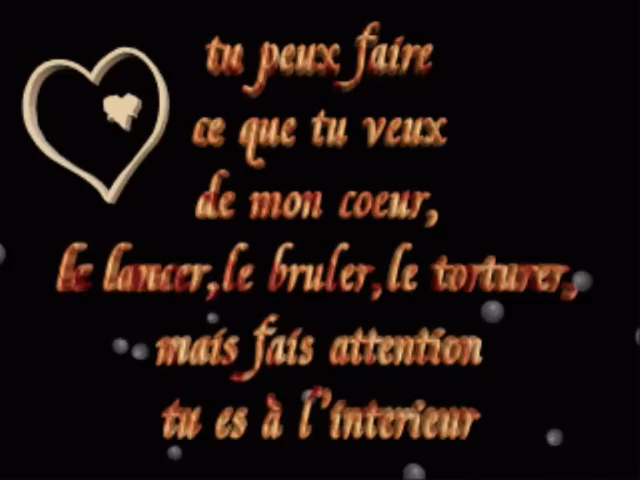 tu peux faire
ce que tu veux
de mon coeur,
le lancer,le bruler,le torturer,
mais fais attention
tu es à l'interieur